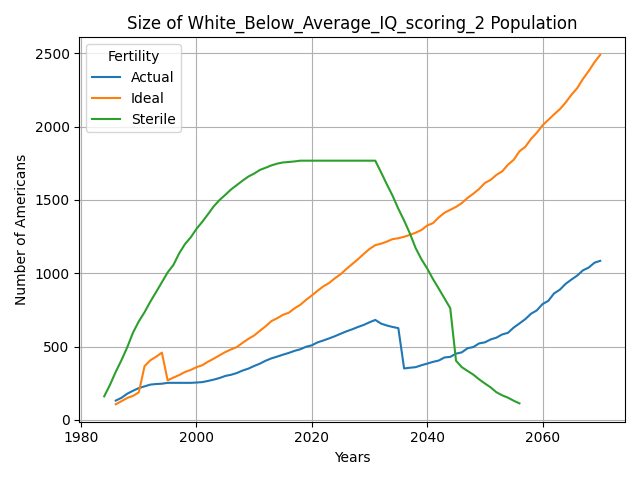 Size of White_Below_Average_IQ_scoring_2 Population
Fertility
Actual
Ideal
Sterile
Number of Americans
2500
2000
1500
1000
500
0
1980
2000
2020
2040
2060
Years